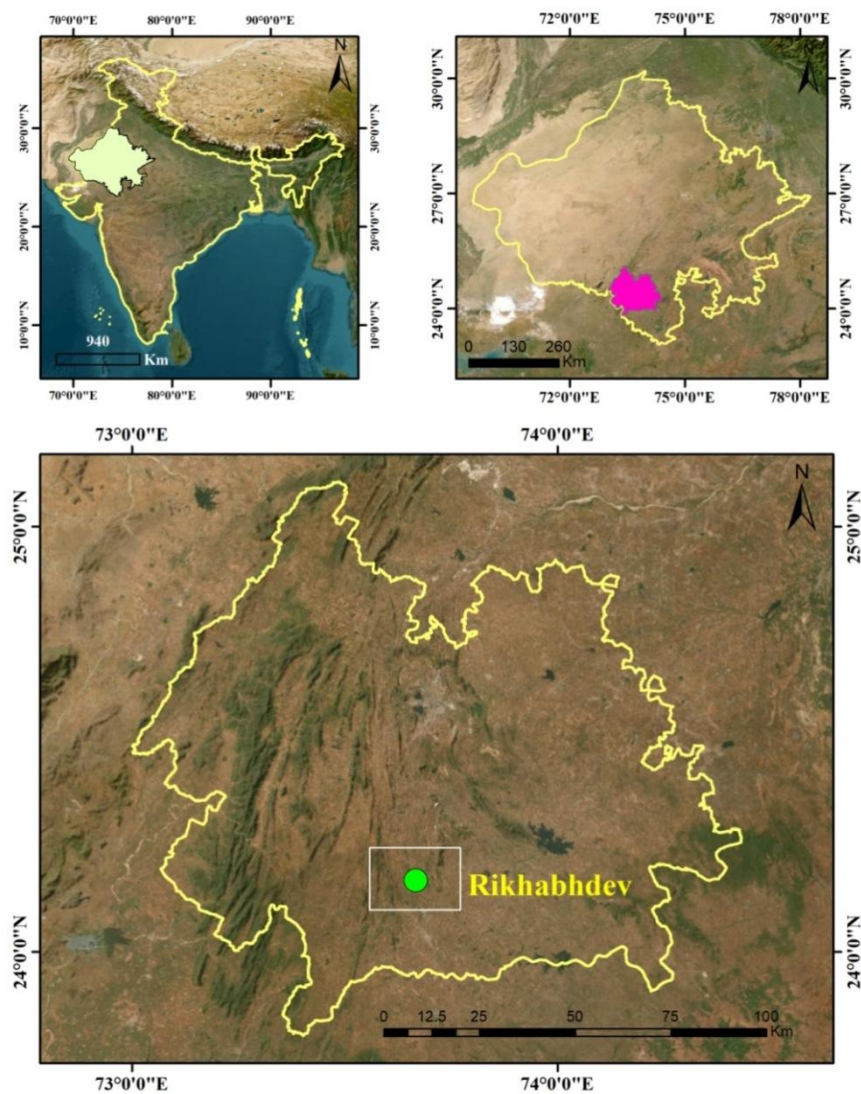 70°0'0"E 80°0'0"E 90°0'0"E
N
30°0'0"N
20°0'0"N
10°0'0"N
30°0'0"N
20°0'0"N
10°0'0"N
940
Km
70°0'0"E 80°0'0"E 90°0'0"E
72°0'0"E 75°0'0"E 78°0'0"E
N
30°0'0"N
27°0'0"N
24°0'0"N
30°0'0"N
27°0'0"N
24°0'0"N
0 130 260
Km
72°0'0"E 75°0'0"E 78°0'0"E
73°0'0"E 74°0'0"E
N
25°0'0"N
24°0'0"N
25°0'0"N
24°0'0"N
Rikhabhdev
0 12.5 25 50 75 100
Km
73°0'0"E 74°0'0"E